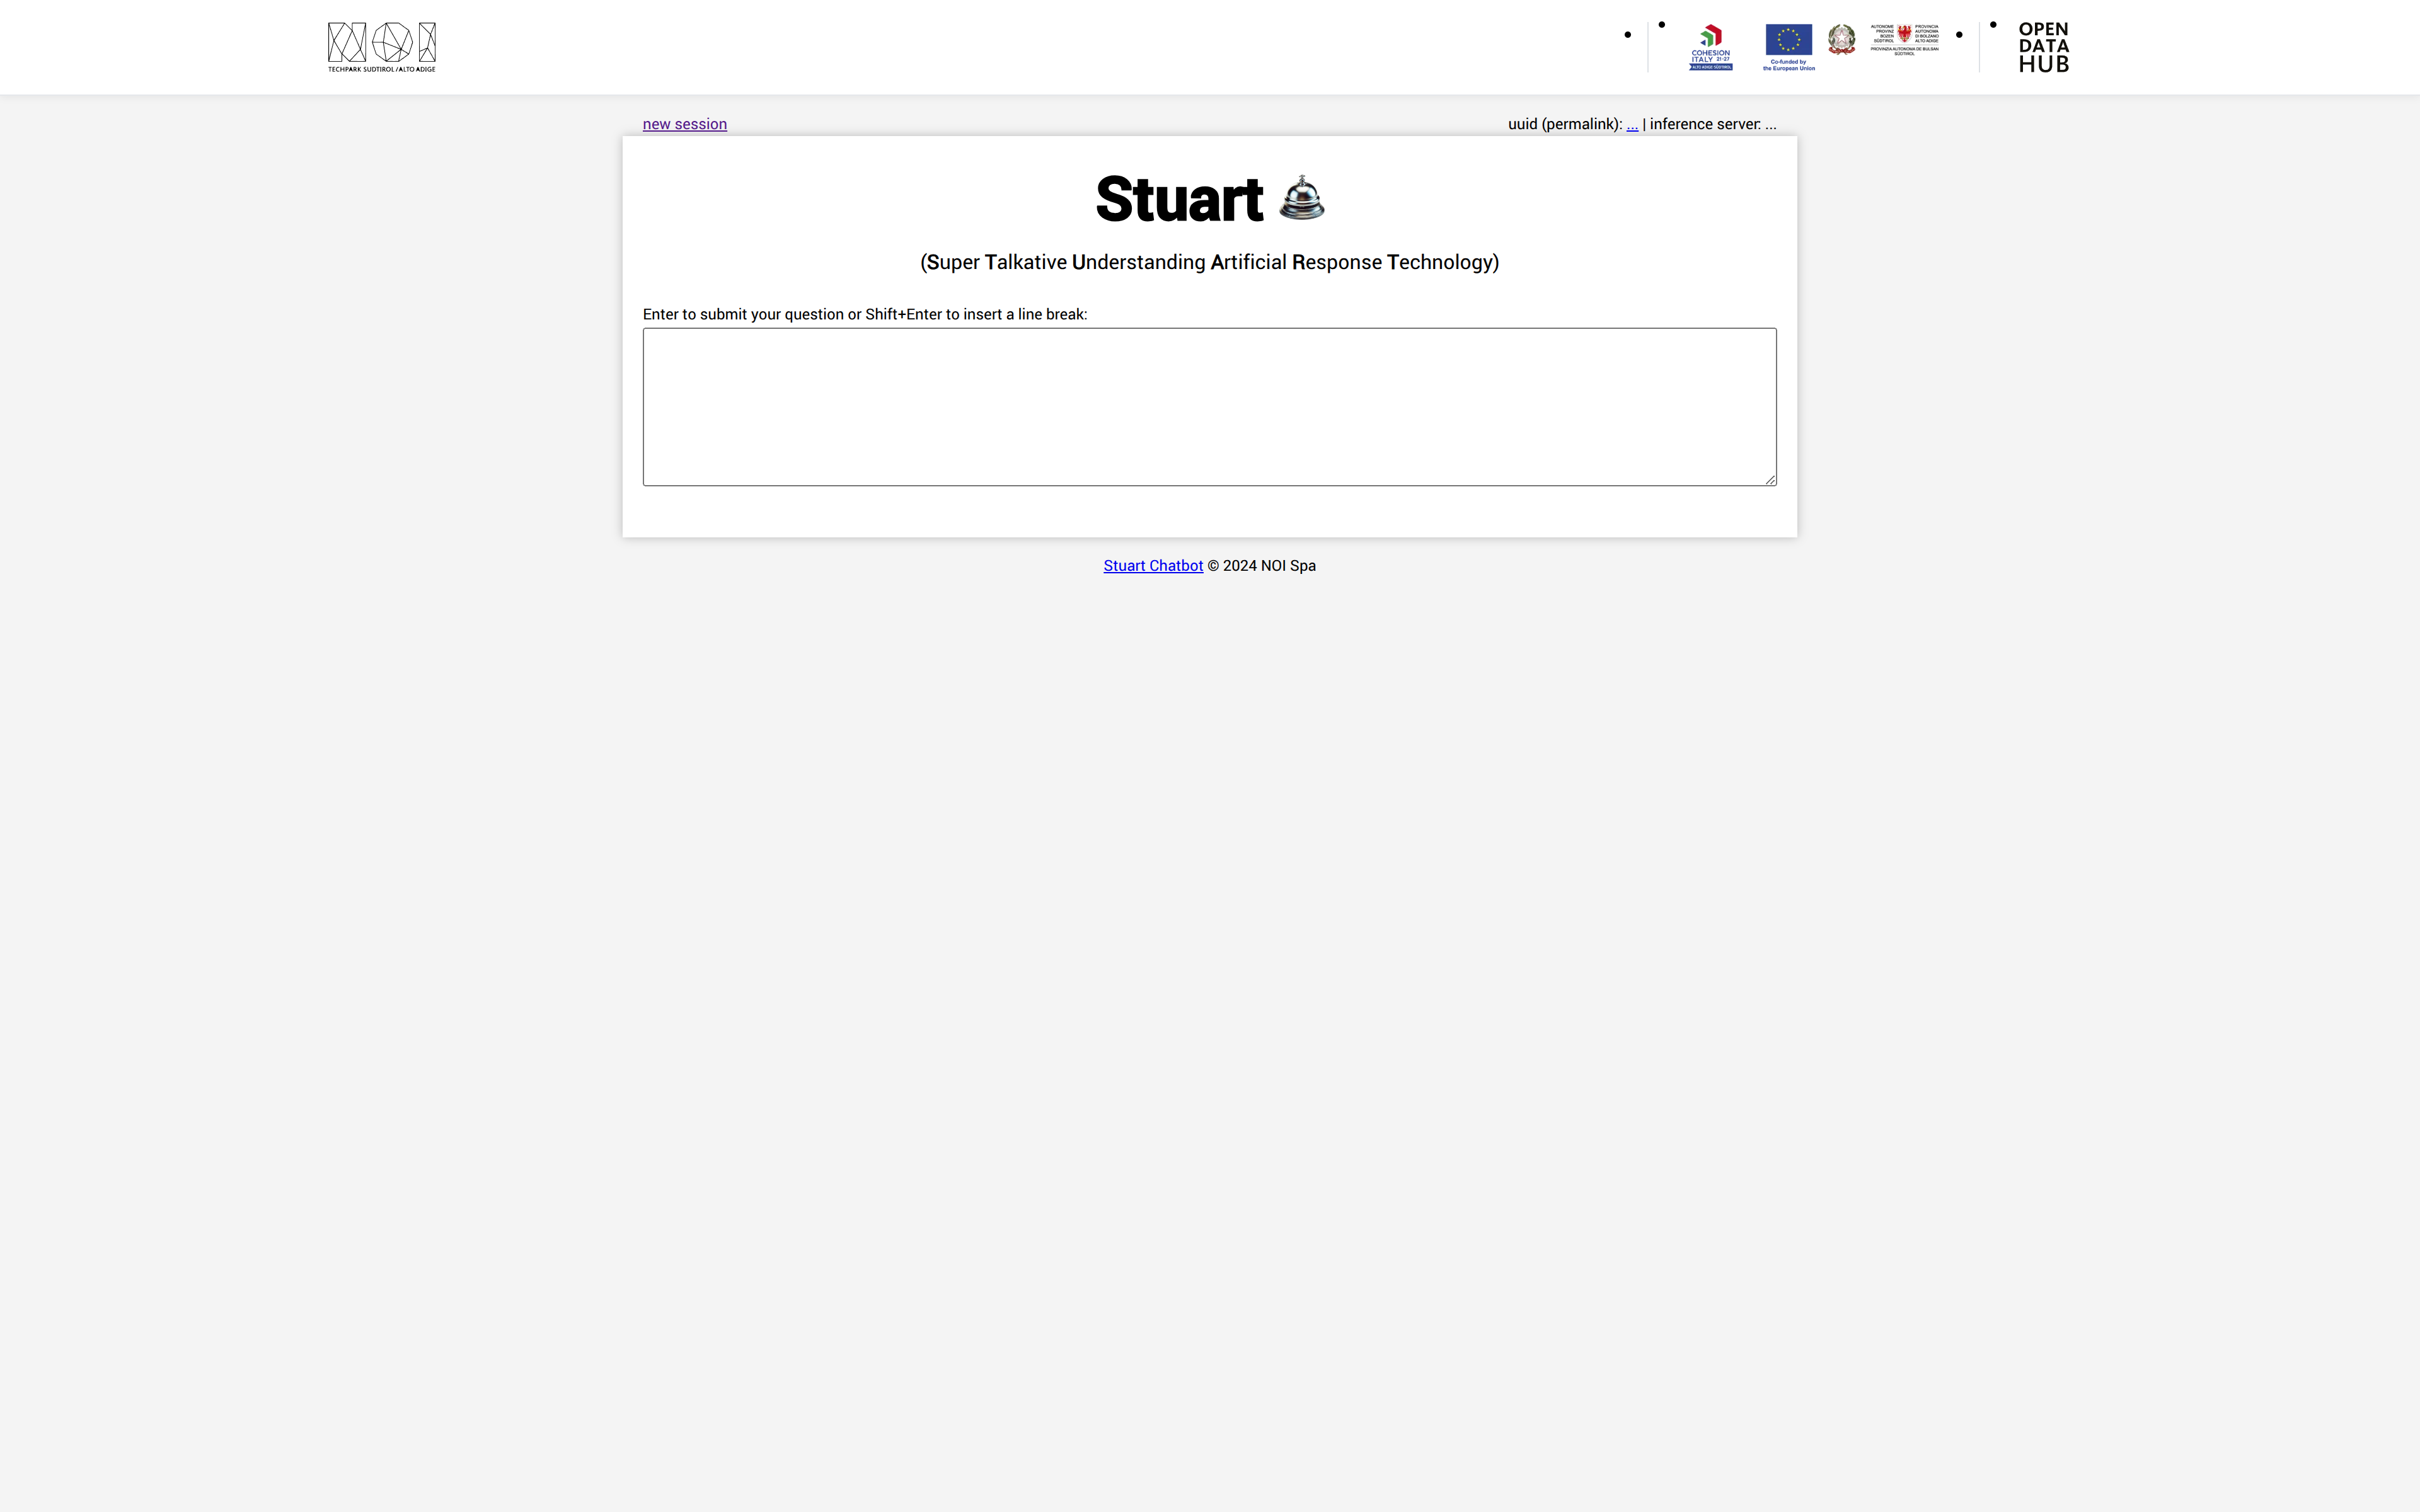 NOI
TECHPARK SÜDTIROL / ALTO ADIGE
COHESION
ITALY 21-27
ALTO ADIGE SÜDTIROL
Co-funded by
the European Union
AUTONOME PROVINZ BOZEN SÜDTIROL
PROVINCIA AUTONOMA DI BOLZANO ALTO ADIGE
PROVINZIA AUTONOMA DE BULSAN
SÜDTIROL
OPEN
DATA
HUB
new session
uuid (permalink): ... | inference server: ...
Stuart
(Super Talkative Understanding Artificial Response Technology)
Enter to submit your question or Shift+Enter to insert a line break:
Stuart Chatbot © 2024 NOI Spa